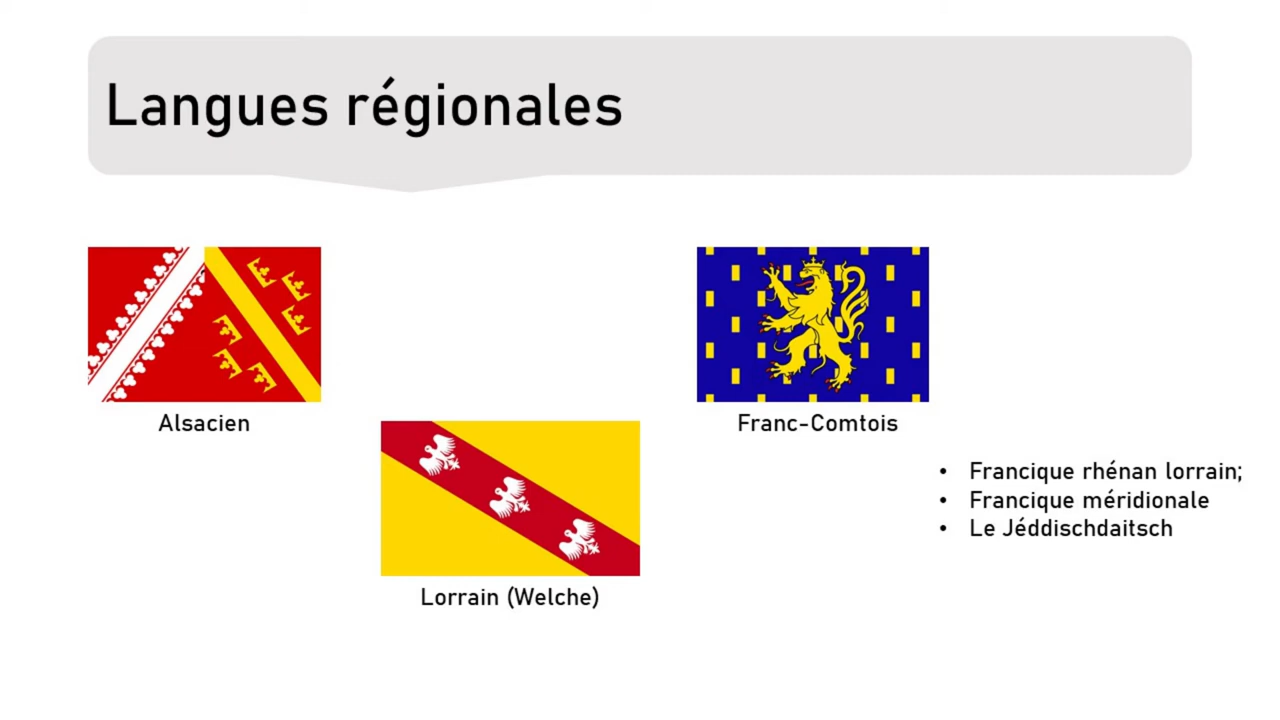 Langues régionales
Alsacien
Franc-Comtois
Lorrain (Welche)
• Francique rhénan lorrain;
• Francique méridionale
• Le Jéddischdaitsch